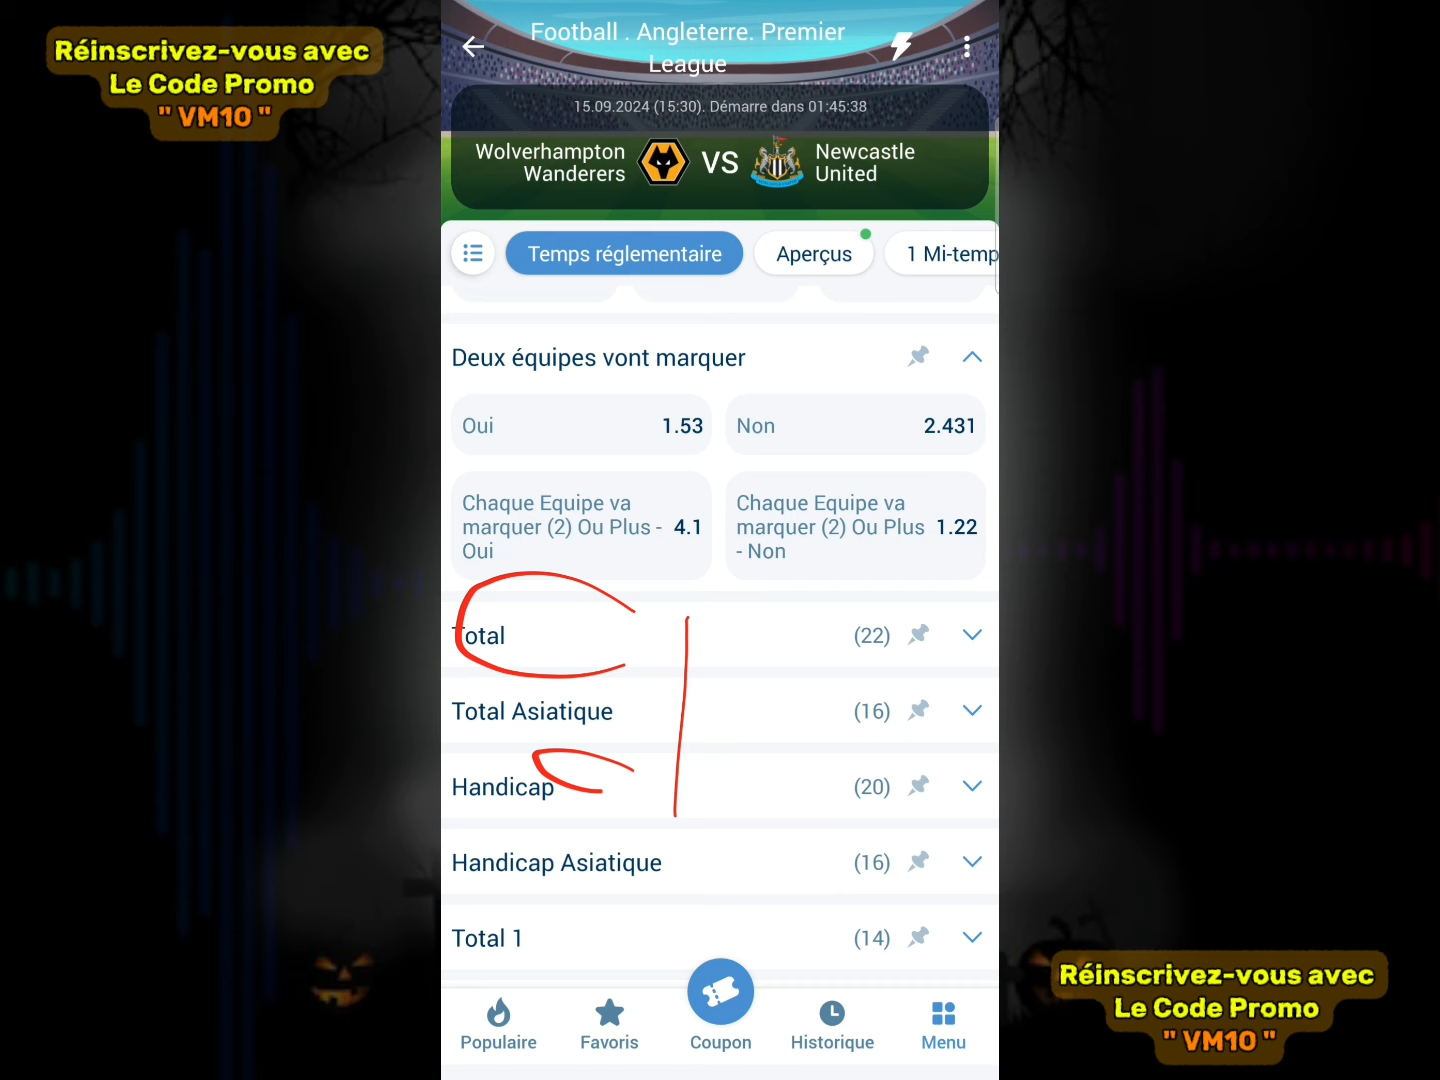 Réinscrivez-vous avec
Le Code Promo
" VM10 "
Football . Angleterre. Premier
League
15.09.2024 (15:30). Démarre dans 01:45:38
Wolverhampton
Wanderers
VS
Newcastle
United
Temps réglementaire
Aperçus
1 Mi-temp
Deux équipes vont marquer
Oui 1.53
Non 2.431
Chaque Equipe va
marquer (2) Ou Plus - 4.1
Oui
Chaque Equipe va
marquer (2) Ou Plus 1.22
- Non
Total (22)
Total Asiatique (16)
Handicap (20)
Handicap Asiatique (16)
Total 1 (14)
Populaire
Favoris
Coupon
Historique
Menu
Réinscrivez-vous avec
Le Code Promo
" VM10 "